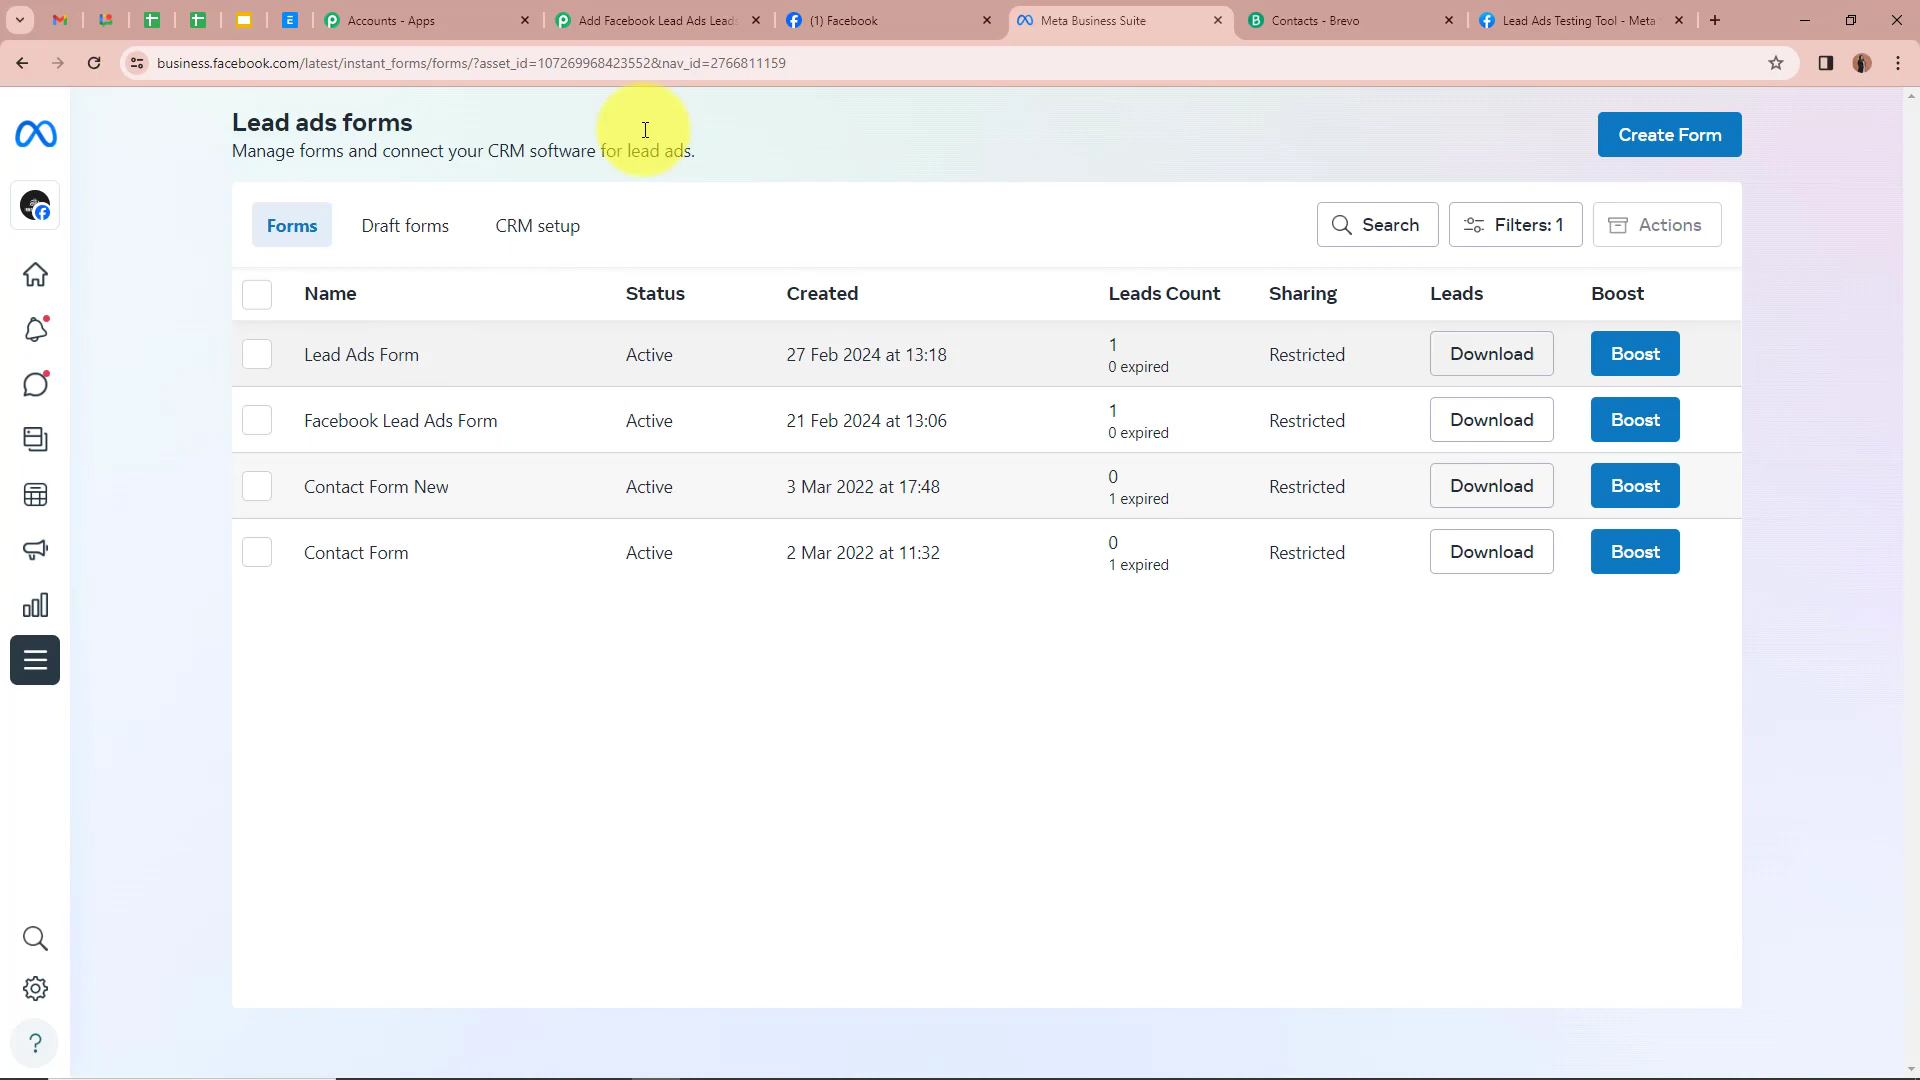 Accounts - Apps
Add Facebook Lead Ads Leads
(1) Facebook
Meta Business Suite
Contacts - Brevo
Lead Ads Testing Tool - Meta
business.facebook.com/latest/instant_forms/forms/?asset_id=107269968423552&nav_id=2766811159
Lead ads forms
Manage forms and connect your CRM software for lead ads.
Create Form
Forms Draft forms CRM setup Search Filters: 1 Actions
Name Status Created Leads Count Sharing Leads Boost
Lead Ads Form Active 27 Feb 2024 at 13:18 1 Restricted Download Boost
0 expired
Facebook Lead Ads Form Active 21 Feb 2024 at 13:06 1 Restricted Download Boost
0 expired
Contact Form New Active 3 Mar 2022 at 17:48 0 Restricted Download Boost
1 expired
Contact Form Active 2 Mar 2022 at 11:32 0 Restricted Download Boost
1 expired
?